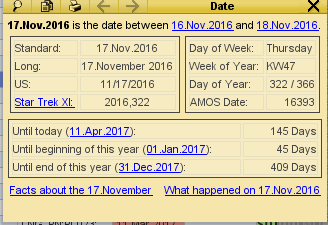 Date
17.Nov.2016 is the date between 16.Nov.2016 and 18.Nov.2016.
Standard: 17.Nov.2016
Long: 17.November 2016
US: 11/17/2016
Star Trek XI: 2016,322
Day of Week: Thursday
Week of Year: KW47
Day of Year: 322 / 366
AMOS Date: 16393
Until today (11.Apr.2017): 145 Days
Until beginning of this year (01.Jan.2017): 45 Days
Until end of this year (31.Dec.2017): 409 Days
Facts about the 17.November What happened on 17.Nov.2016